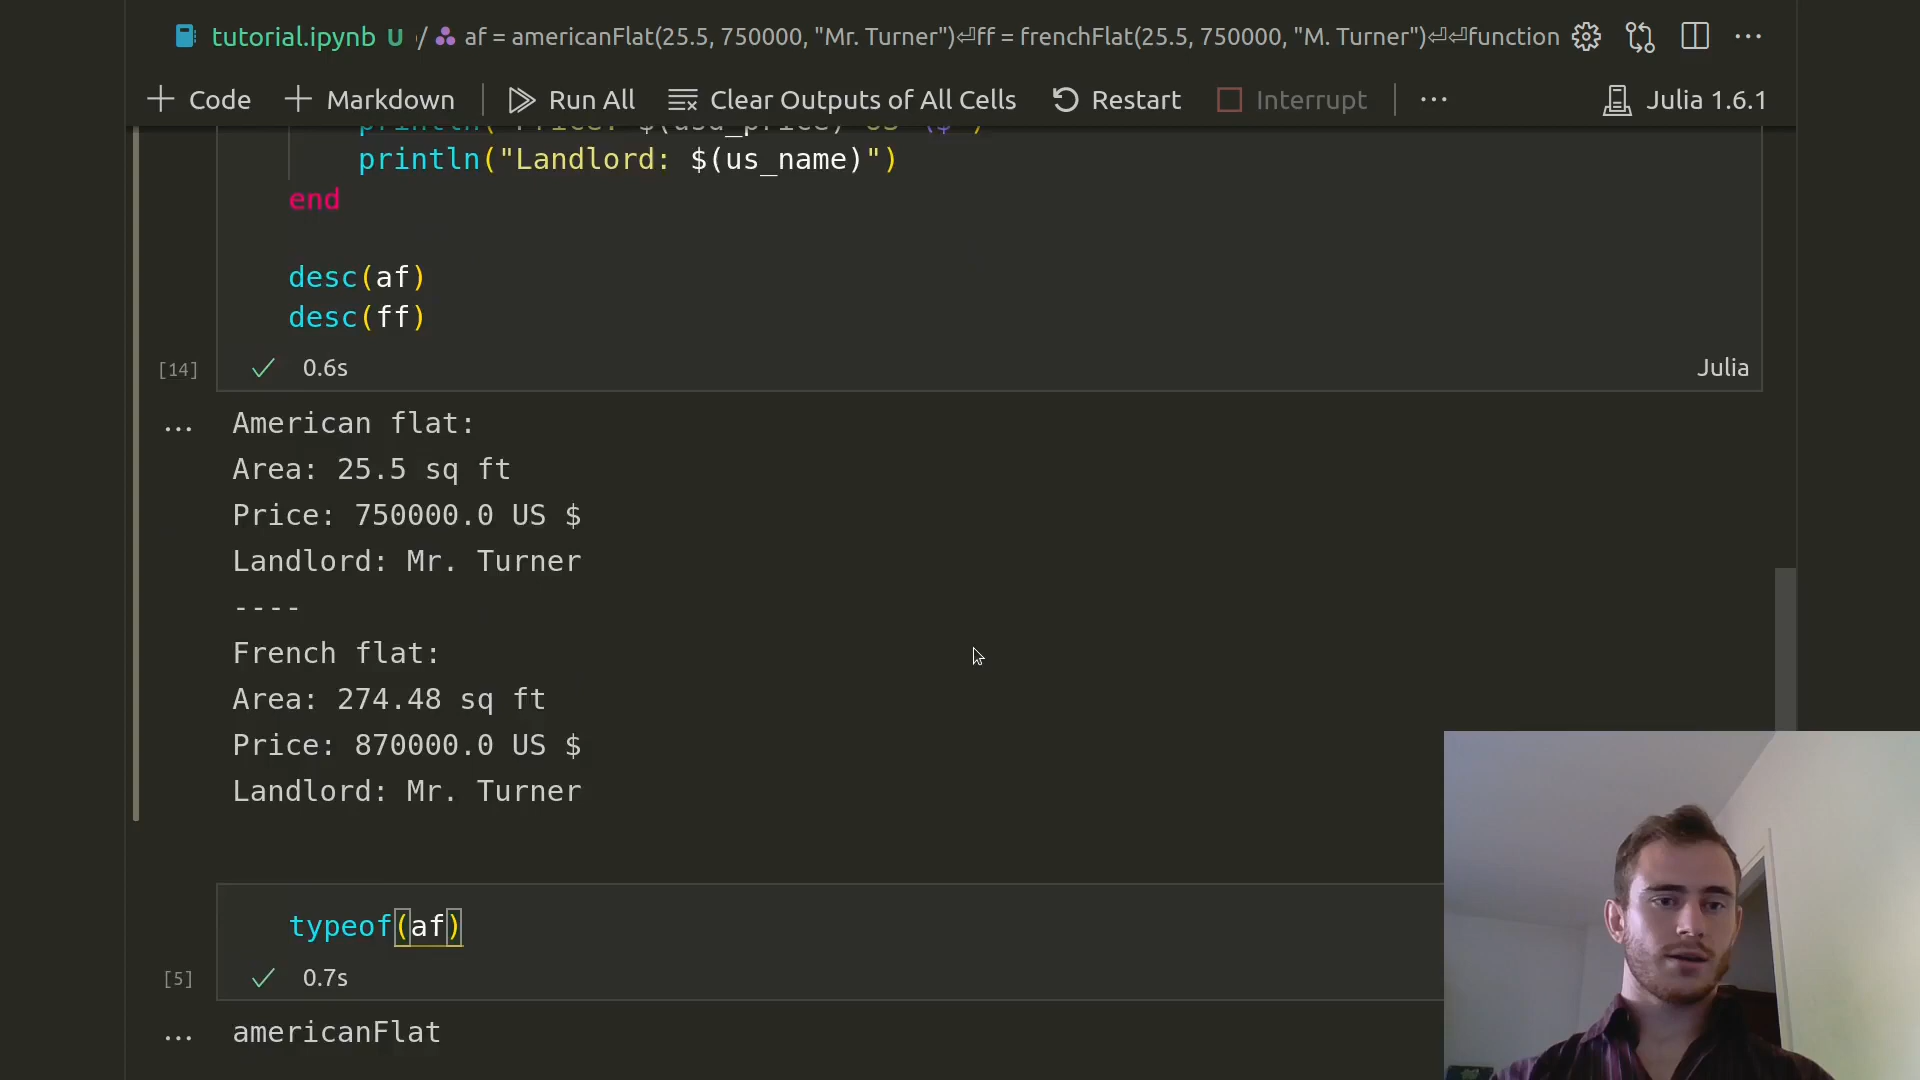 tutorial.ipynb U / af = americanFlat(25.5, 750000, "Mr. Turner")⏎ff = frenchFlat(25.5, 750000, "M. Turner")⏎⏎function
Code Markdown Run All Clear Outputs of All Cells Restart Interrupt ... Julia 1.6.1
println("Price: $(usd_price) US \$")
println("Landlord: $(us_name)")
end
desc(af)
desc(ff)
[14] ✓ 0.6s Julia
... American flat:
Area: 25.5 sq ft
Price: 750000.0 US $
Landlord: Mr. Turner
----
French flat:
Area: 274.48 sq ft
Price: 870000.0 US $
Landlord: Mr. Turner
typeof(af)
[5] ✓ 0.7s
... americanFlat